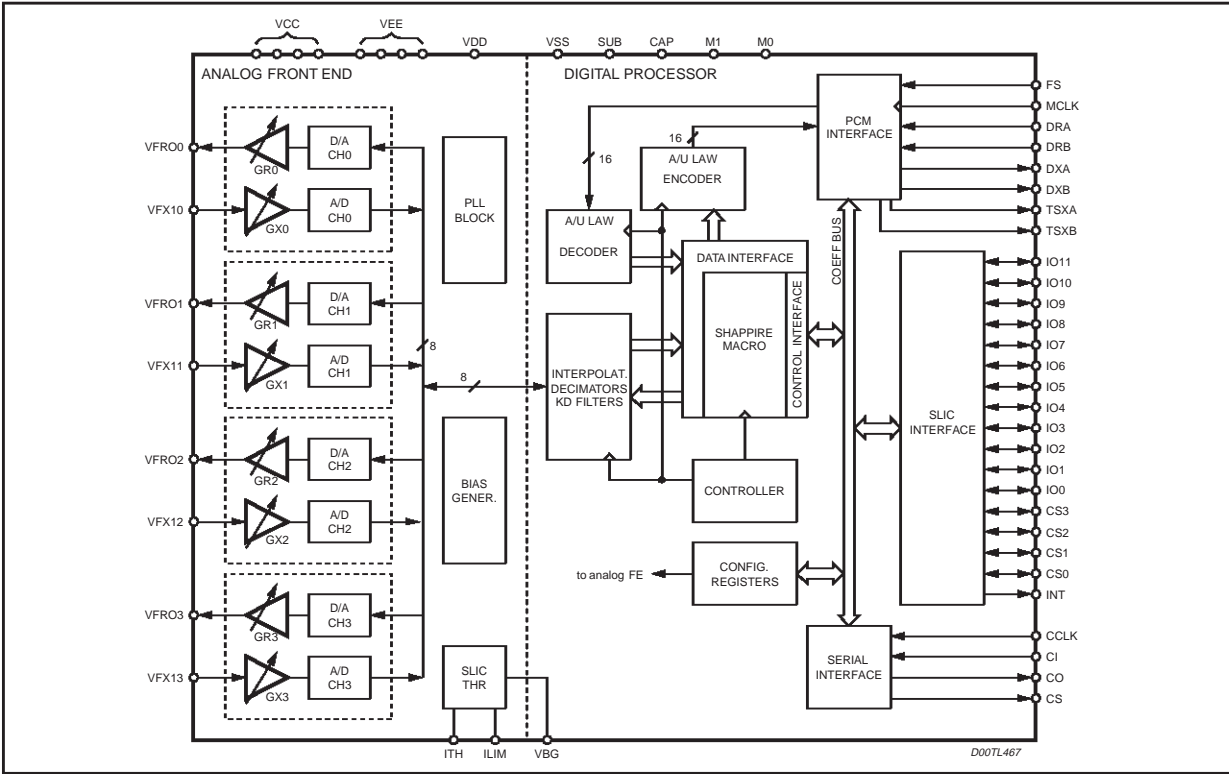 VCC
VEE
VDD
VSS
SUB
CAP
M1
M0
ANALOG FRONT END
DIGITAL PROCESSOR
VFRO0
GR0
D/A
CH0
VFX10
GX0
A/D
CH0
VFRO1
GR1
D/A
CH1
VFX11
GX1
A/D
CH1
VFRO2
GR2
D/A
CH2
VFX12
GX2
A/D
CH2
VFRO3
GR3
D/A
CH3
VFX13
GX3
A/D
CH3
8
8
PLL
BLOCK
BIAS
GENER.
SLIC
THR
ITH
ILIM
VBG
16
16
A/U LAW
ENCODER
A/U LAW
DECODER
DATA INTERFACE
SHAPPIRE
MACRO
CONTROL INTERFACE
INTERPOLAT.
DECIMATORS
KD FILTERS
CONTROLLER
to analog FE
CONFIG.
REGISTERS
COEFF BUS
PCM
INTERFACE
SLIC
INTERFACE
SERIAL
INTERFACE
FS
MCLK
DRA
DRB
DXA
DXB
TSXA
TSXB
IO11
IO10
IO9
IO8
IO7
IO6
IO5
IO4
IO3
IO2
IO1
IO0
CS3
CS2
CS1
CS0
INT
CCLK
CI
CO
CS
D00TL467